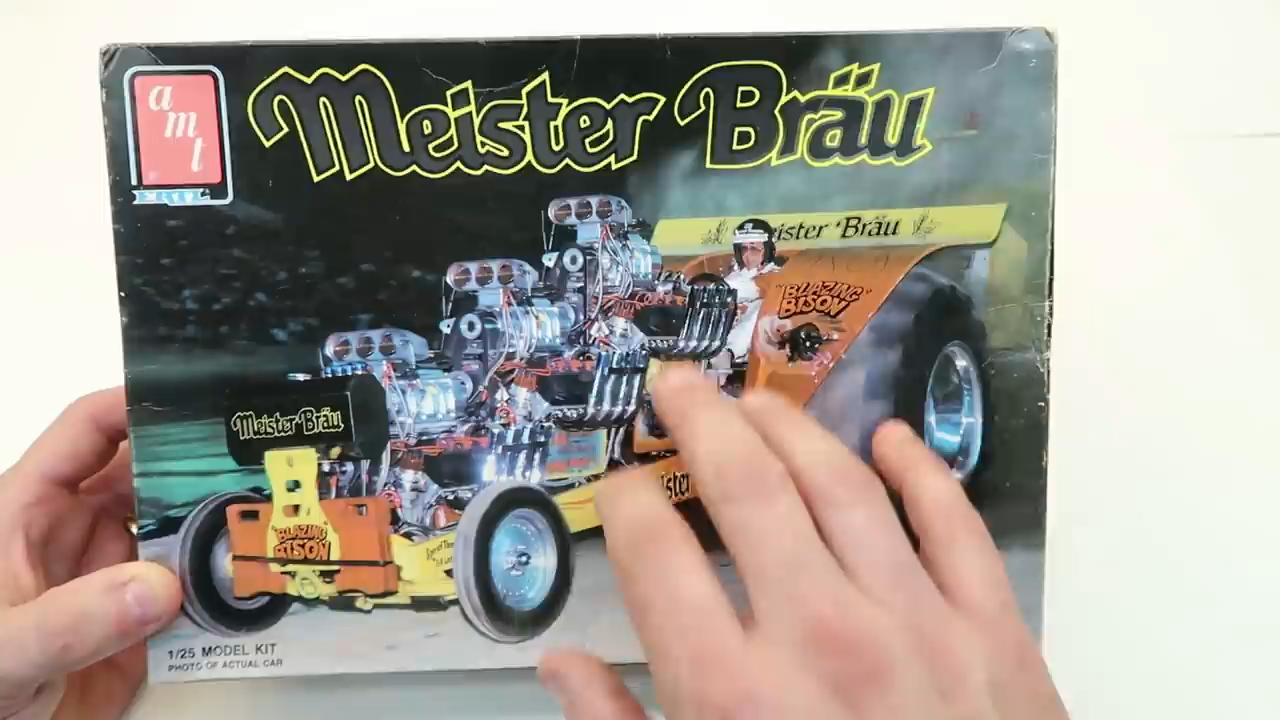 amt
Meister Bräu
Meister Bräu
"BLAZING"
BISON
Meister Bräu
"BLAZING"
BISON
1/25 MODEL KIT
PHOTO OF ACTUAL CAR